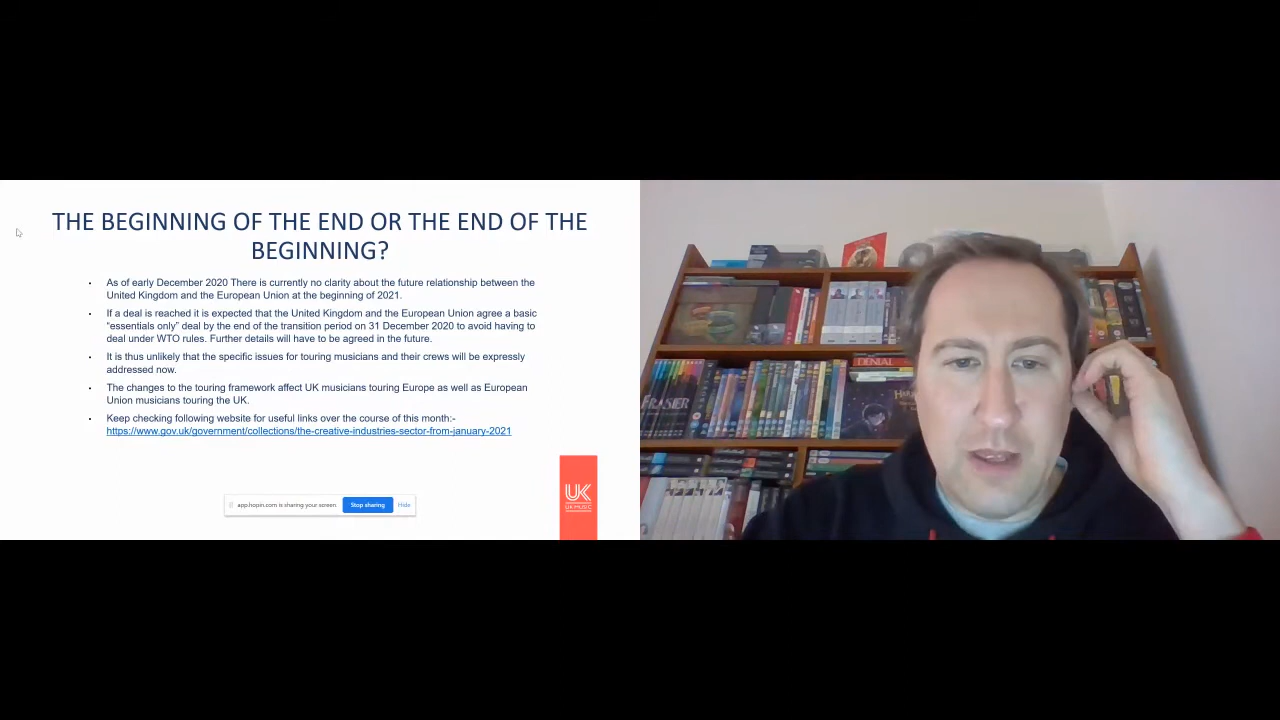 THE BEGINNING OF THE END OR THE END OF THE
BEGINNING?
As of early December 2020 There is currently no clarity about the future relationship between the
United Kingdom and the European Union at the beginning of 2021.
If a deal is reached it is expected that the United Kingdom and the European Union agree a basic
“essentials only” deal by the end of the transition period on 31 December 2020 to avoid having to
deal under WTO rules. Further details will have to be agreed in the future.
It is thus unlikely that the specific issues for touring musicians and their crews will be expressly
addressed now.
The changes to the touring framework affect UK musicians touring Europe as well as European
Union musicians touring the UK.
Keep checking following website for useful links over the course of this month:-
https://www.gov.uk/government/collections/the-creative-industries-sector-from-january-2021
app.hopin.com is sharing your screen.
Stop sharing
Hide
UK
UK MUSIC
FRASIER
DENIAL